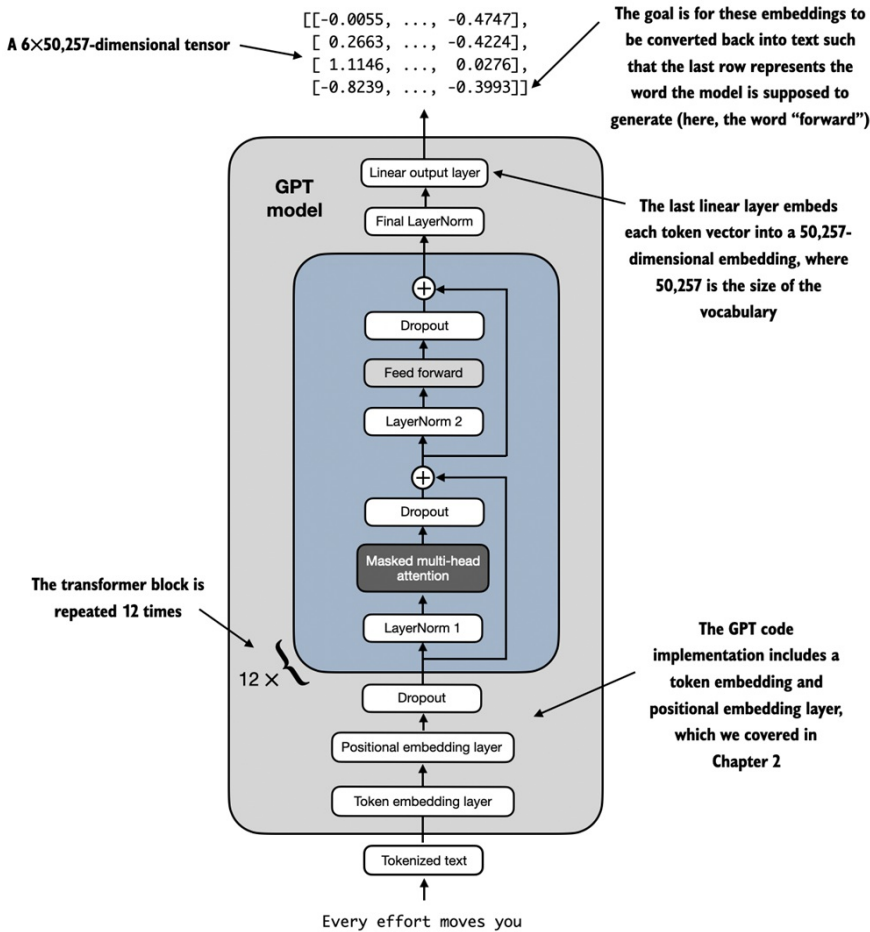 [[-0.0055, ..., -0.4747],
[ 0.2663, ..., -0.4224],
[ 1.1146, ..., 0.0276],
[-0.8239, ..., -0.3993]]
A 6×50,257-dimensional tensor
The goal is for these embeddings to
be converted back into text such
that the last row represents the
word the model is supposed to
generate (here, the word “forward”)
GPT
model
Linear output layer
Final LayerNorm
The last linear layer embeds
each token vector into a 50,257-
dimensional embedding, where
50,257 is the size of the
vocabulary
+
Dropout
Feed forward
LayerNorm 2
+
Dropout
Masked multi-head
attention
LayerNorm 1
The transformer block is
repeated 12 times
12 ×
{
Dropout
Positional embedding layer
Token embedding layer
The GPT code
implementation includes a
token embedding and
positional embedding layer,
which we covered in
Chapter 2
Tokenized text
Every effort moves you